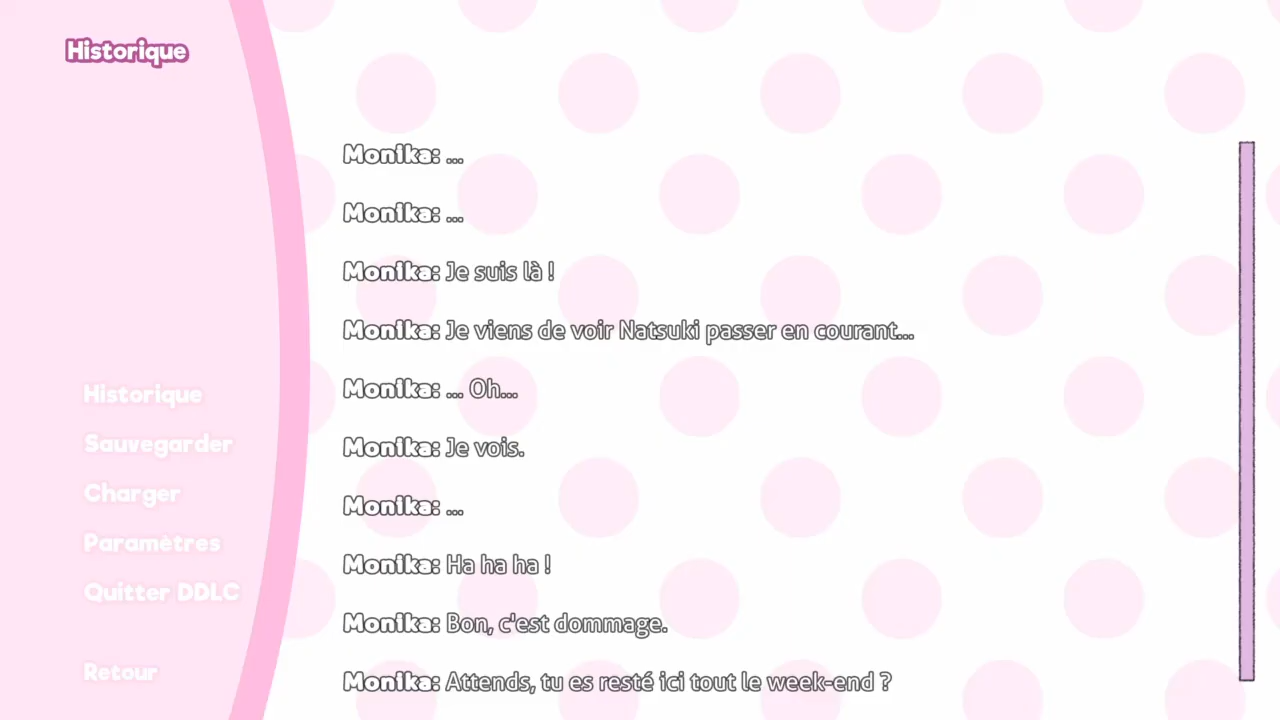 Historique
Monika: ...
Monika: ...
Monika: Je suis là !
Monika: Je viens de voir Natsuki passer en courant...
Monika: ... Oh...
Monika: Je vois.
Monika: ...
Monika: Ha ha ha !
Monika: Bon, c'est dommage.
Monika: Attends, tu es resté ici tout le week-end ?
Historique
Sauvegarder
Charger
Paramètres
Quitter DDLC
Retour